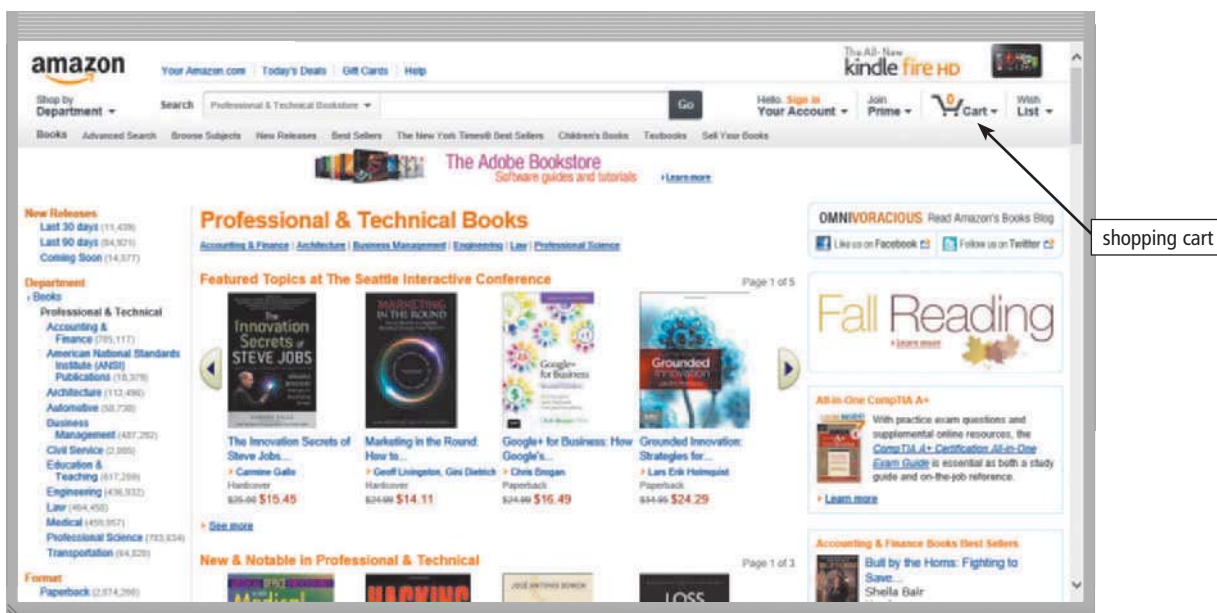 amazon
Your Amazon.com Today's Deals Gift Cards Help
The All-New
kindle fire HD
Shop by
Department
Search Professional & Technical Bookstore Go
Hello. Sign in
Your Account
Join
Prime
0
Cart
Wish
List
Books Advanced Search Browse Subjects New Releases Best Sellers The New York Times® Best Sellers Children's Books Textbooks Sell Your Books
The Adobe Bookstore
Software guides and tutorials Learn more
shopping cart
New Releases
Last 30 days (11,439)
Last 90 days (84,921)
Coming Soon (14,577)
Department
Books
Professional & Technical
Accounting &
Finance (785,117)
American National Standards
Institute (ANSI)
Publications (18,379)
Architecture (112,496)
Automotive (58,738)
Business
Management (487,292)
Civil Service
Education &
Teaching (617,299)
Engineering (436,932)
Law (464,458)
Medical (459,957)
Professional Science (783,634)
Transportation (64,829)
Format
Paperback
Professional & Technical Books
Accounting & Finance | Architecture | Business Management | Engineering | Law | Professional Science
Featured Topics at The Seattle Interactive Conference
Page 1 of 5
The
Innovation
Secrets of
STEVE JOBS
CARMINE GALLO
MARKETING
IN THE ROUND
Google+
for Business
Chris Brogan
Grounded
Innovation
The Innovation Secrets of
Steve Jobs...
Carmine Gallo
Hardcover
$25.00 $15.45
Marketing in the Round:
How to...
Geoff Livingston, Gini Dietrich
Hardcover
$24.99 $14.11
Google+ for Business: How
Google's...
Chris Brogan
Paperback
$24.99 $16.49
Grounded Innovation:
Strategies for...
Lars Erik Holmquist
Paperback
$34.95 $24.29
See more
New & Notable in Professional & Technical
Page 1 of 3
Medical
HACKING
JOSÉ ANTONIO BOWEN
LOSS
OMNIVORACIOUS Read Amazon's Books Blog
Like us on Facebook
Follow us on Twitter
Fall Reading
Learn more
All-in-One CompTIA A+
With practice exam questions and
supplemental online resources, the
CompTIA A+ Certification All-in-One
Exam Guide is essential as both a study
guide and on-the-job reference.
Learn more
Accounting & Finance Books Best Sellers
Bull by the Horns: Fighting to
Save...
Sheila Bair